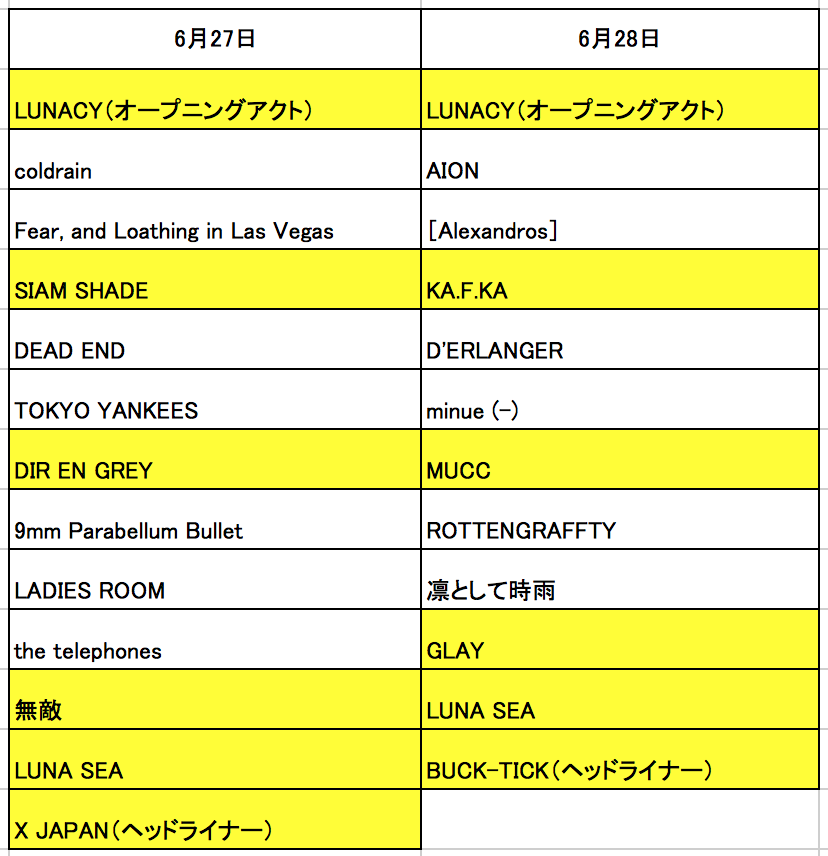 6月27日 6月28日
LUNACY（オープニングアクト） LUNACY（オープニングアクト）
coldrain AION
Fear, and Loathing in Las Vegas ［Alexandros］
SIAM SHADE KA.F.KA
DEAD END D'ERLANGER
TOKYO YANKEES minue (-)
DIR EN GREY MUCC
9mm Parabellum Bullet ROTTENGRAFFTY
LADIES ROOM 凛として時雨
the telephones GLAY
無敵 LUNA SEA
LUNA SEA BUCK-TICK（ヘッドライナー）
X JAPAN（ヘッドライナー）